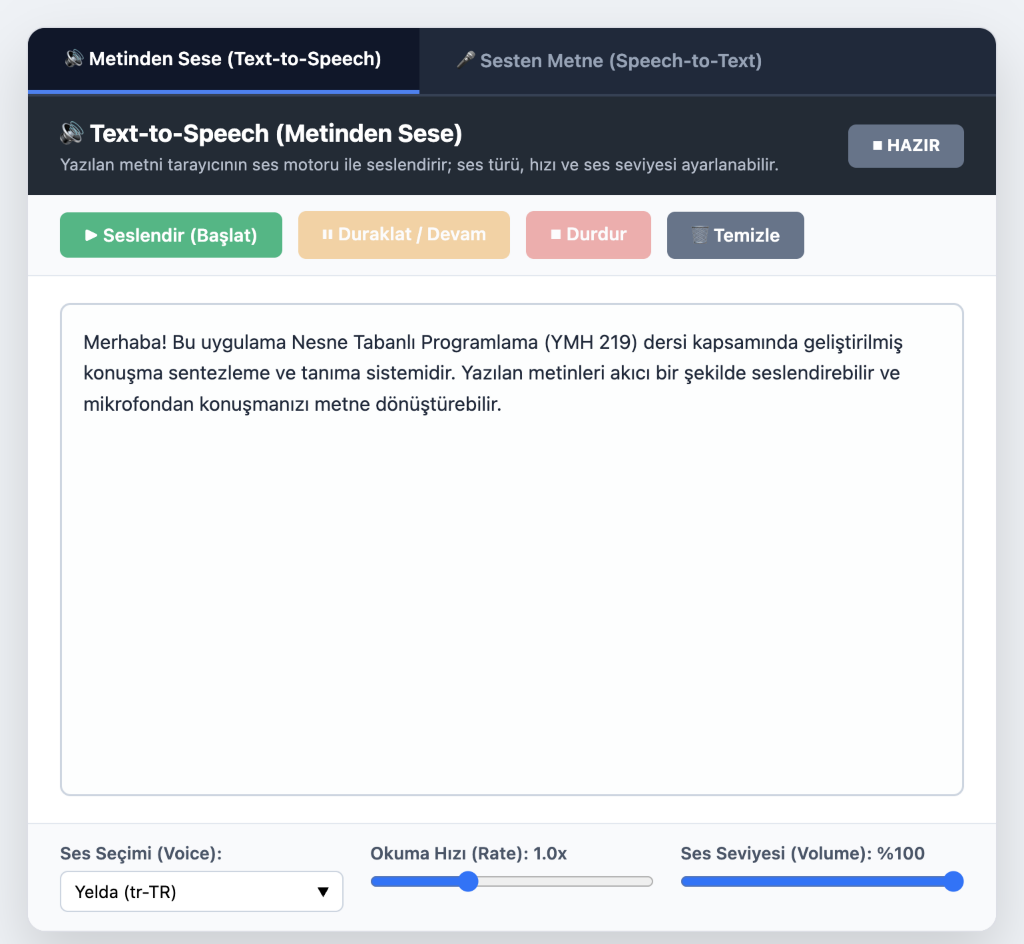 🔊 Metinden Sese (Text-to-Speech)
🎤 Sesten Metne (Speech-to-Text)
🔊 Text-to-Speech (Metinden Sese)
Yazılan metni tarayıcının ses motoru ile seslendirir; ses türü, hızı ve ses seviyesi ayarlanabilir.
⏹ HAZIR
▶ Seslendir (Başlat)
⏸ Duraklat / Devam
⏹ Durdur
🗑 Temizle
Merhaba! Bu uygulama Nesne Tabanlı Programlama (YMH 219) dersi kapsamında geliştirilmiş
konuşma sentezleme ve tanıma sistemidir. Yazılan metinleri akıcı bir şekilde seslendirebilir ve
mikrofondan konuşmanızı metne dönüştürebilir.
Ses Seçimi (Voice):
Yelda (tr-TR)
Okuma Hızı (Rate): 1.0x
Ses Seviyesi (Volume): %100